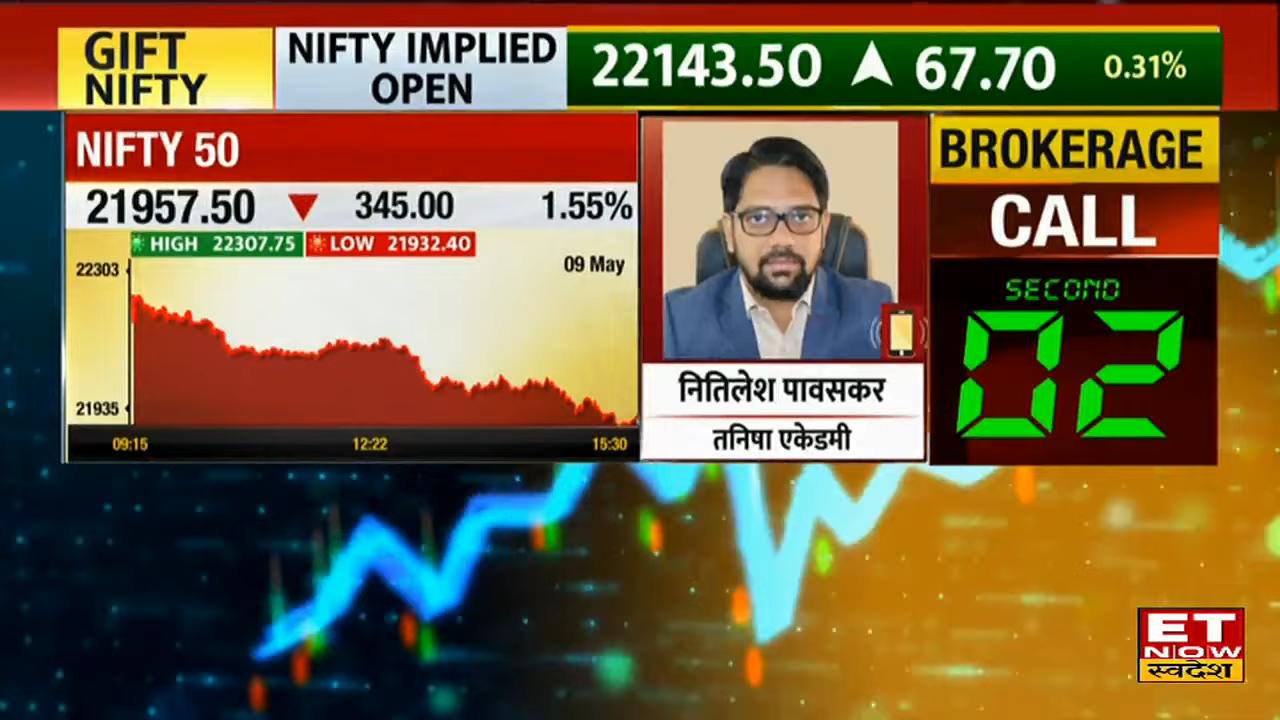 GIFT
NIFTY
NIFTY IMPLIED
OPEN
22143.50 67.70 0.31%
NIFTY 50
21957.50 345.00 1.55%
HIGH 22307.75 LOW 21932.40
22303
09 May
21935
09:15 12:22 15:30
नितिलेश पावसकर
तनिषा एकेडमी
BROKERAGE
CALL
SECOND
02
ET
NOW
स्वदेश